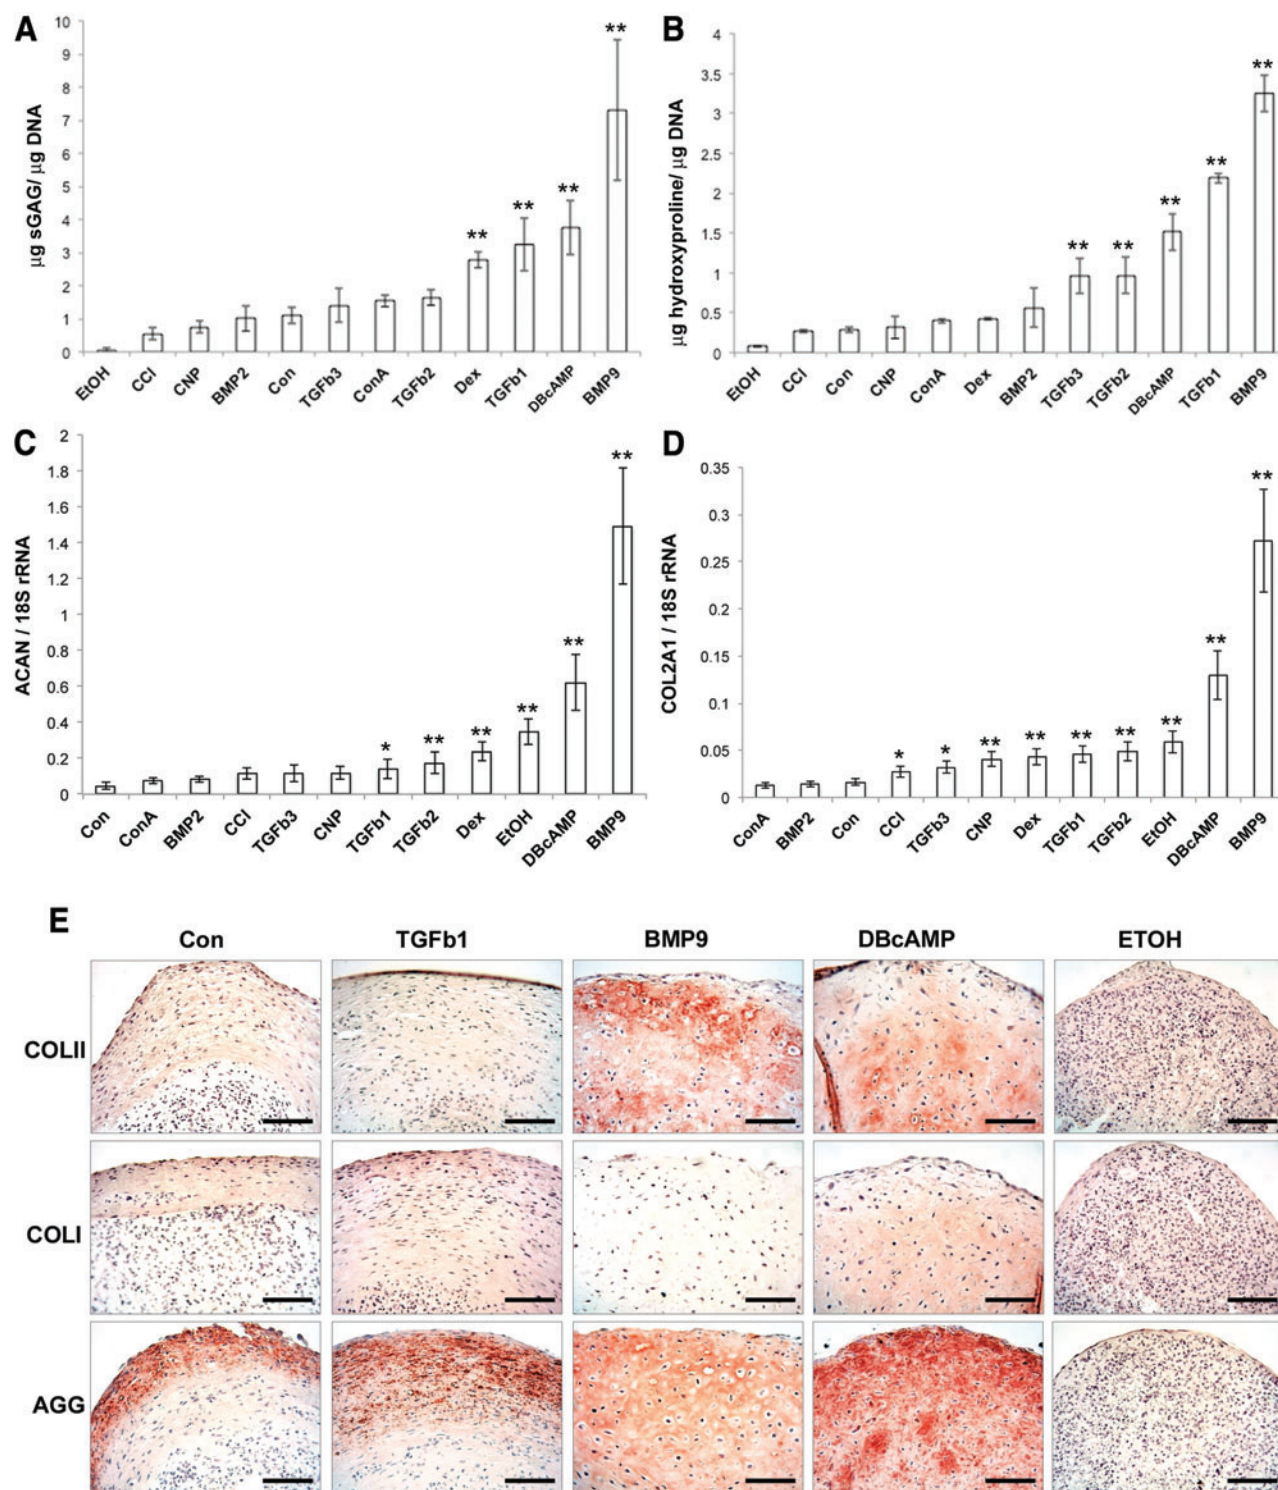 A
μg sGAG/ μg DNA
10
9
8
7
6
5
4
3
2
1
0
**
**
**
**
EtOH
CCI
CNP
BMP2
Con
TGFb3
ConA
TGFb2
Dex
TGFb1
DBcAMP
BMP9
B
μg hydroxyproline/ μg DNA
4
3.5
3
2.5
2
1.5
1
0.5
0
**
**
**
**
**
EtOH
CCI
Con
CNP
ConA
Dex
BMP2
TGFb3
TGFb2
DBcAMP
TGFb1
BMP9
C
ACAN / 18S rRNA
2
1.8
1.6
1.4
1.2
1
0.8
0.6
0.4
0.2
0
*
**
**
**
**
**
Con
ConA
BMP2
CCI
TGFb3
CNP
TGFb1
TGFb2
Dex
EtOH
DBcAMP
BMP9
D
COL2A1 / 18S rRNA
0.35
0.3
0.25
0.2
0.15
0.1
0.05
0
*
*
**
**
**
**
**
**
**
ConA
BMP2
Con
CCI
TGFb3
CNP
Dex
TGFb1
TGFb2
EtOH
DBcAMP
BMP9
E
Con TGFb1 BMP9 DBcAMP ETOH
COLII
COLI
AGG